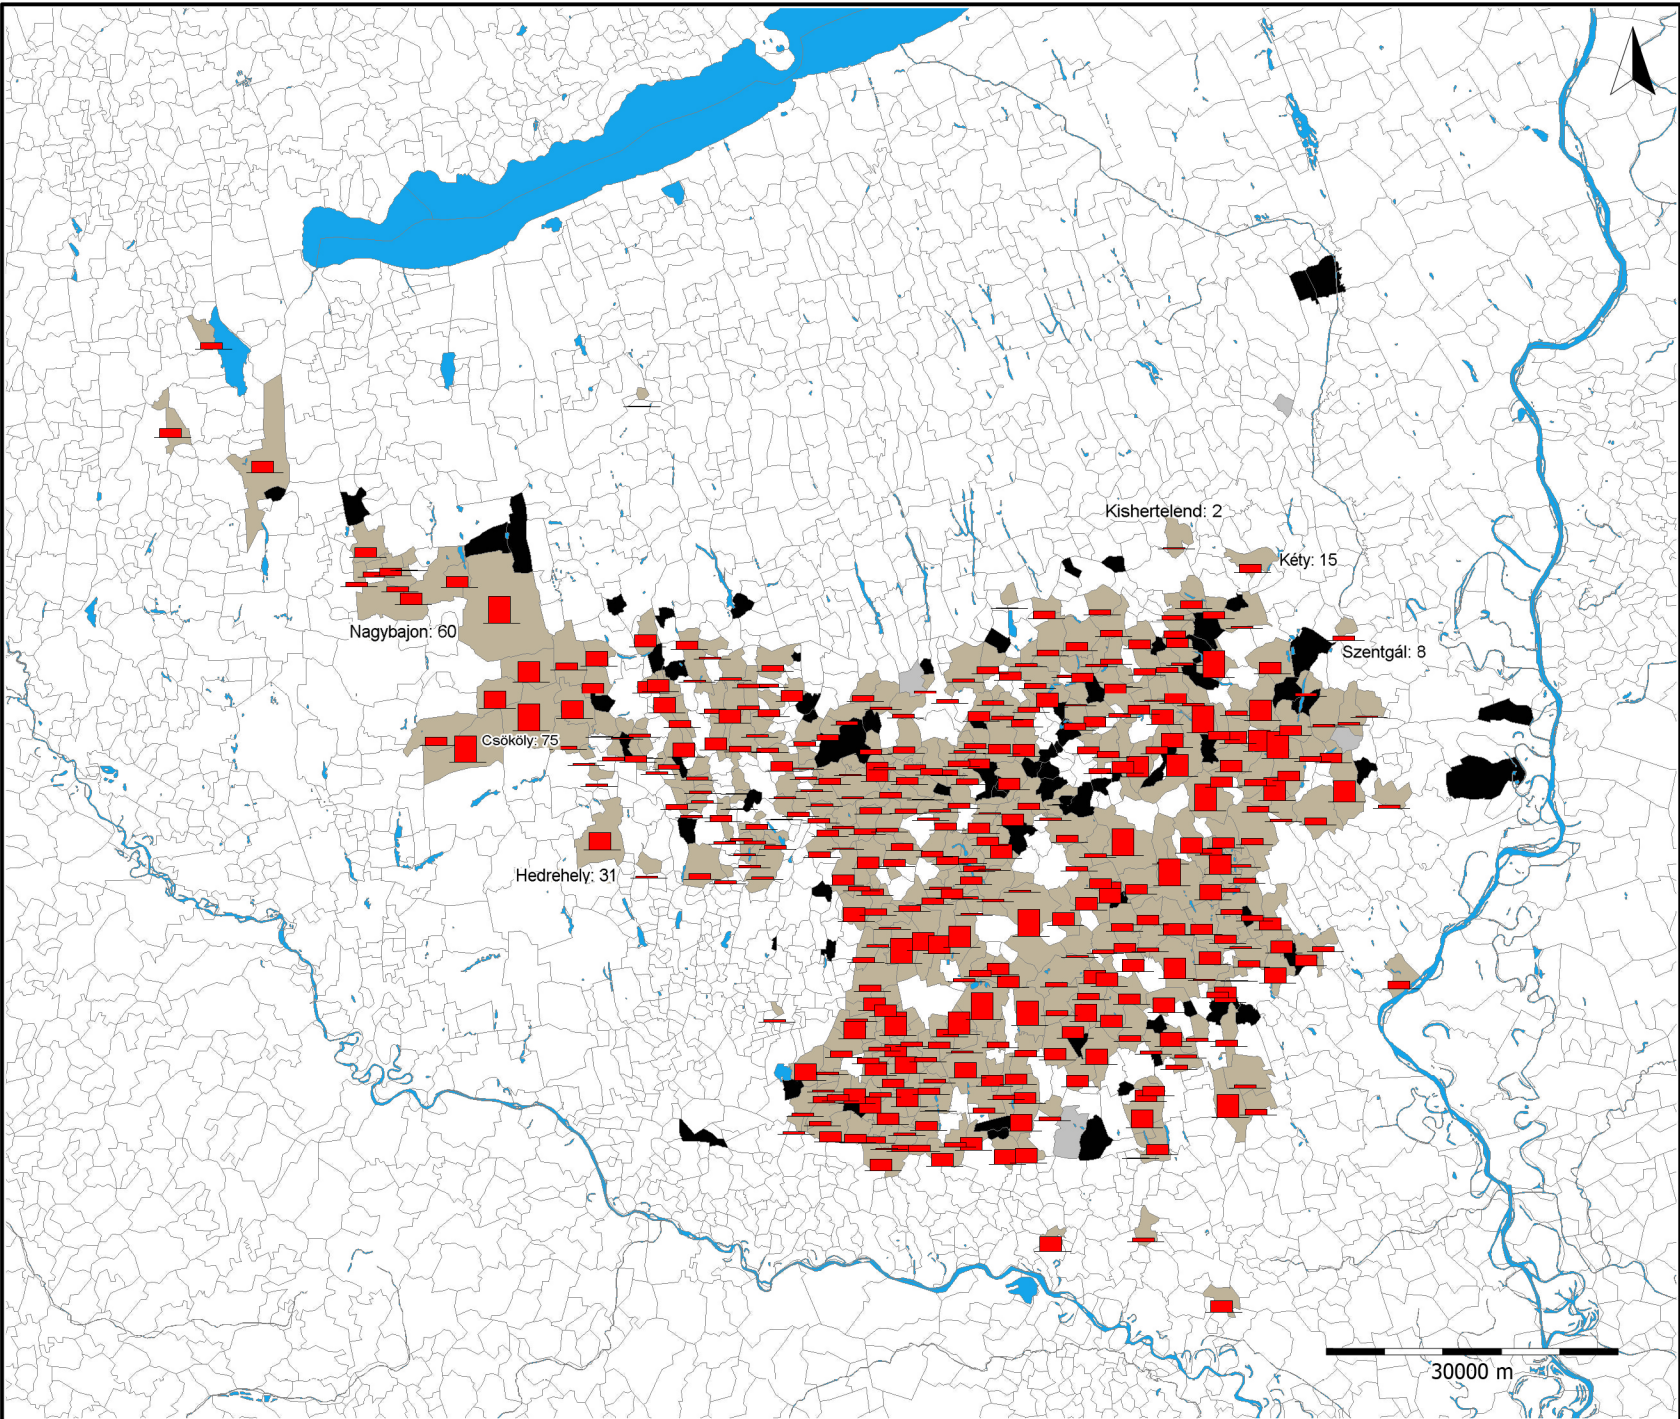 Kishertelend: 2
Kéty: 15
Nagybajon: 60
Szentgál: 8
Csököly: 75
Hedrehely: 31
30000 m